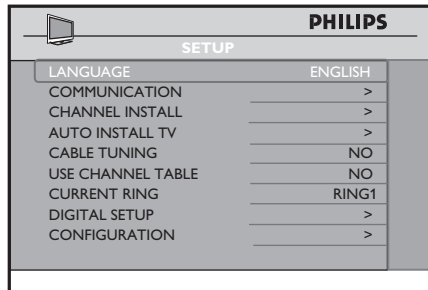 PHILIPS
SETUP
LANGUAGE ENGLISH
COMMUNICATION >
CHANNEL INSTALL >
AUTO INSTALL TV >
CABLE TUNING NO
USE CHANNEL TABLE NO
CURRENT RING RING1
DIGITAL SETUP >
CONFIGURATION >